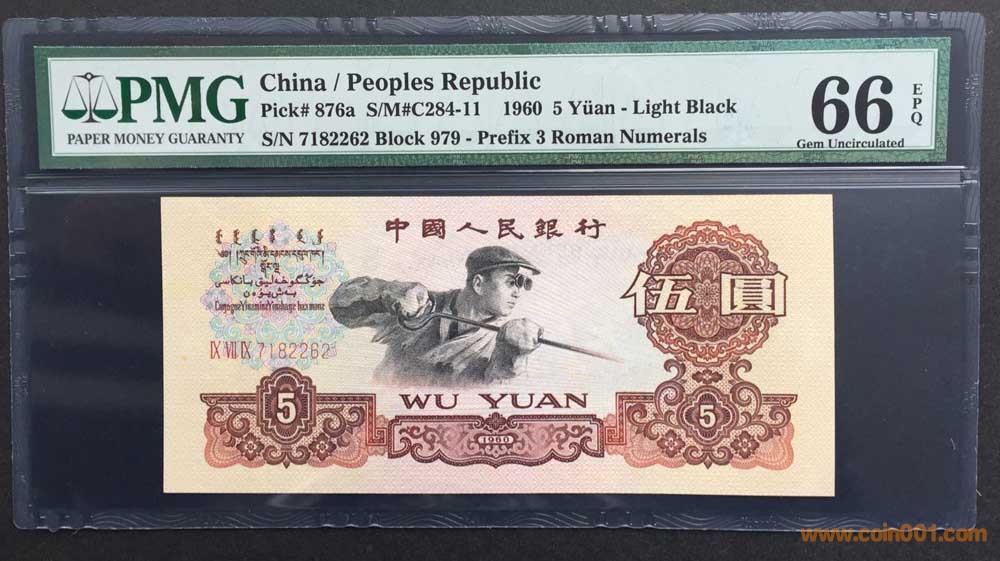 PMG
PAPER MONEY GUARANTY
China / Peoples Republic
Pick# 876a S/M#C284-11 1960 5 Yüan - Light Black
S/N 7182262 Block 979 - Prefix 3 Roman Numerals
66 EPQ
Gem Uncirculated
中國人民銀行
伍圓
IX VII IX 7182262
5
WU YUAN
1960
5
www.coin001.com